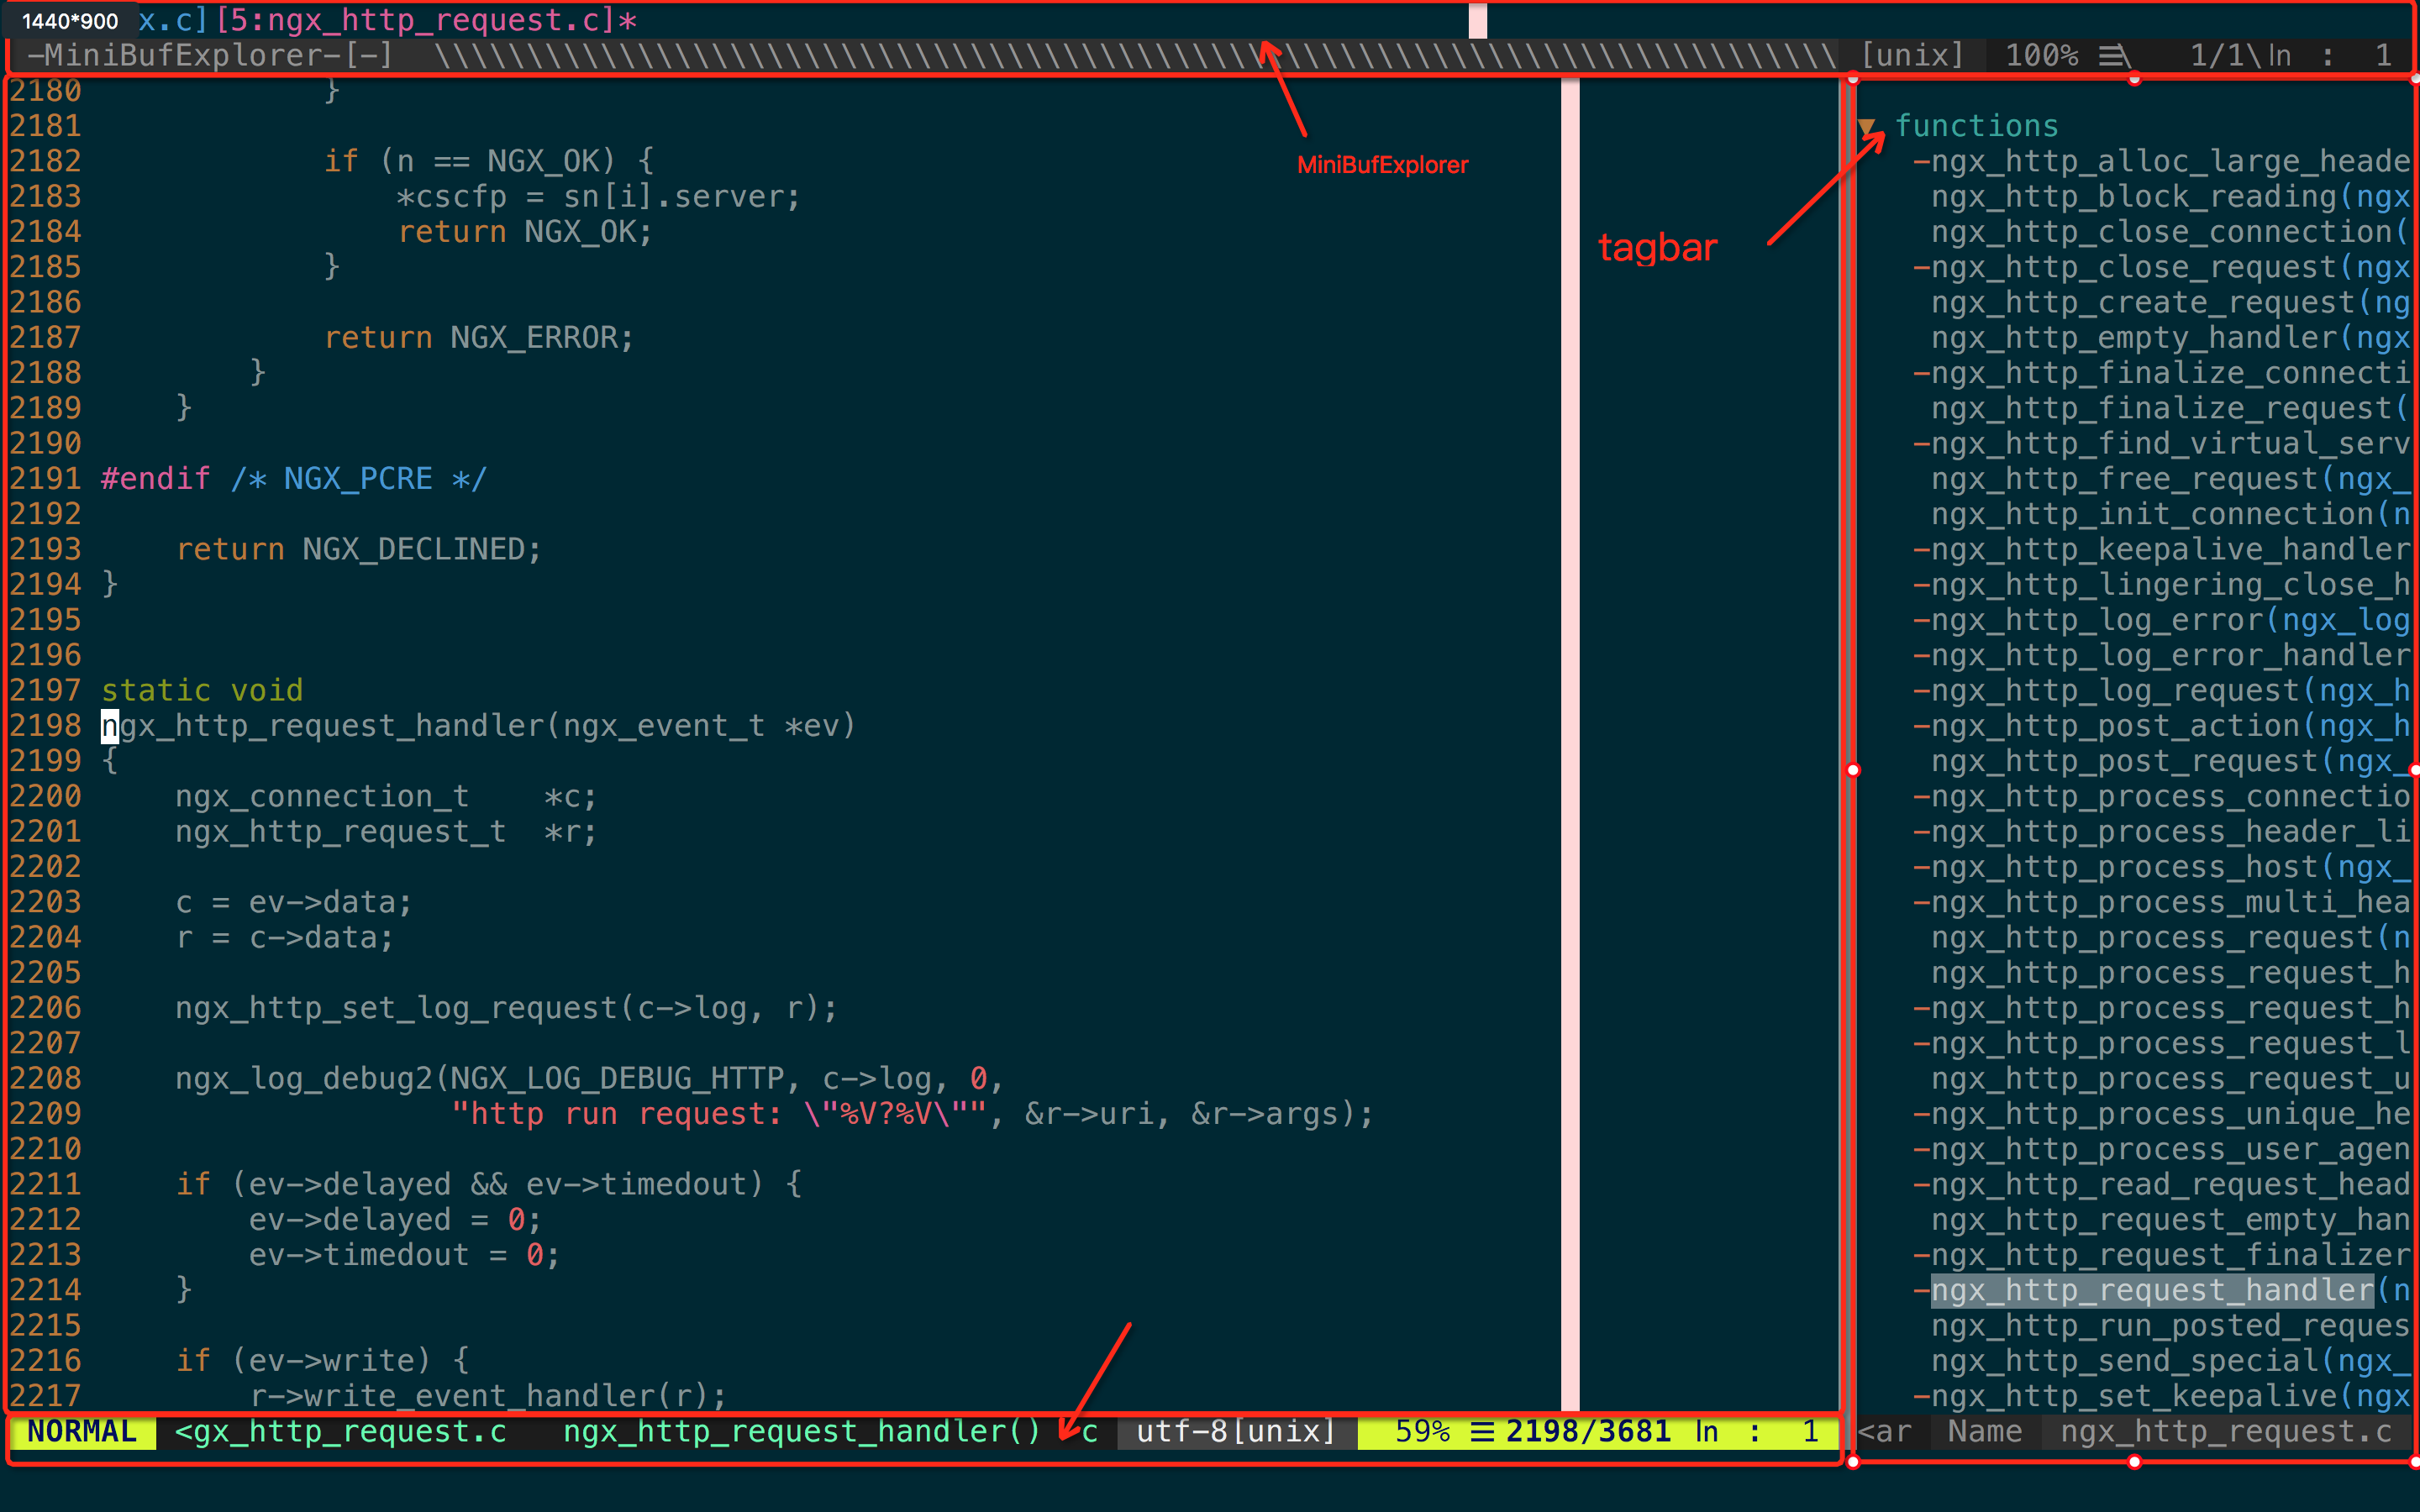 1440*900 x.c][5:ngx_http_request.c]*
-MiniBufExplorer-[-] \\\\\\\\\\\\\\\\\\\\\\\\\\\\\\\\\\\\\\\\\\\\\\\\\\\\\\\\\\\\\\\\\\\\\\\\\\\\ [unix] 100% ☰\ 1/1\ln : 1
2180 }
2181
2182 if (n == NGX_OK) {
2183 *cscfp = sn[i].server;
2184 return NGX_OK;
2185 }
2186
2187 return NGX_ERROR;
2188 }
2189 }
2190
2191 #endif /* NGX_PCRE */
2192
2193 return NGX_DECLINED;
2194 }
2195
2196
2197 static void
2198 ngx_http_request_handler(ngx_event_t *ev)
2199 {
2200 ngx_connection_t *c;
2201 ngx_http_request_t *r;
2202
2203 c = ev->data;
2204 r = c->data;
2205
2206 ngx_http_set_log_request(c->log, r);
2207
2208 ngx_log_debug2(NGX_LOG_DEBUG_HTTP, c->log, 0,
2209 "http run request: \"%V?%V\"", &r->uri, &r->args);
2210
2211 if (ev->delayed && ev->timedout) {
2212 ev->delayed = 0;
2213 ev->timedout = 0;
2214 }
2215
2216 if (ev->write) {
2217 r->write_event_handler(r);
MiniBufExplorer
tagbar
▼ functions
-ngx_http_alloc_large_heade
ngx_http_block_reading(ngx
ngx_http_close_connection(
-ngx_http_close_request(ngx
ngx_http_create_request(ng
ngx_http_empty_handler(ngx
-ngx_http_finalize_connecti
ngx_http_finalize_request(
-ngx_http_find_virtual_serv
ngx_http_free_request(ngx_
ngx_http_init_connection(n
-ngx_http_keepalive_handler
-ngx_http_lingering_close_h
-ngx_http_log_error(ngx_log
-ngx_http_log_error_handler
-ngx_http_log_request(ngx_h
-ngx_http_post_action(ngx_h
ngx_http_post_request(ngx_
-ngx_http_process_connectio
-ngx_http_process_header_li
-ngx_http_process_host(ngx_
-ngx_http_process_multi_hea
ngx_http_process_request(n
ngx_http_process_request_h
-ngx_http_process_request_h
-ngx_http_process_request_l
ngx_http_process_request_u
-ngx_http_process_unique_he
-ngx_http_process_user_agen
-ngx_http_read_request_head
ngx_http_request_empty_han
-ngx_http_request_finalizer
-ngx_http_request_handler(n
ngx_http_run_posted_reques
ngx_http_send_special(ngx_
-ngx_http_set_keepalive(ngx
NORMAL <gx_http_request.c ngx_http_request_handler() c utf-8[unix] 59% ☰ 2198/3681 ln : 1 <ar Name ngx_http_request.c